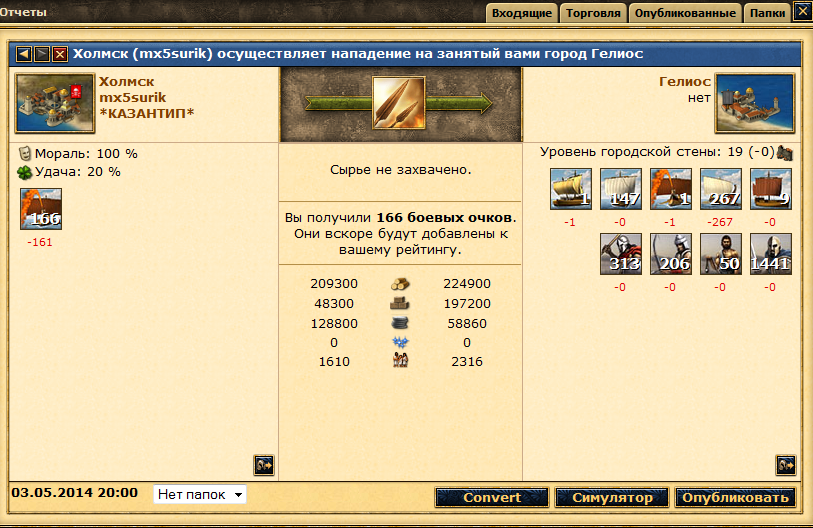 Отчеты
Входящие Торговля Опубликованные Папки
Холмск (mx5surik) осуществляет нападение на занятый вами город Гелиос
Холмск
mx5surik
*КАЗАНТИП*
Гелиос
нет
Мораль: 100 %
Удача: 20 %
166
-161
Сырье не захвачено.
Вы получили 166 боевых очков.
Они вскоре будут добавлены к
вашему рейтингу.
209300 224900
48300 197200
128800 58860
0 0
1610 2316
Уровень городской стены: 19 (-0)
1 147 1 267 9
-1 -0 -1 -267 -0
313 206 50 1441
-0 -0 -0 -0
03.05.2014 20:00 Нет папок Convert Симулятор Опубликовать